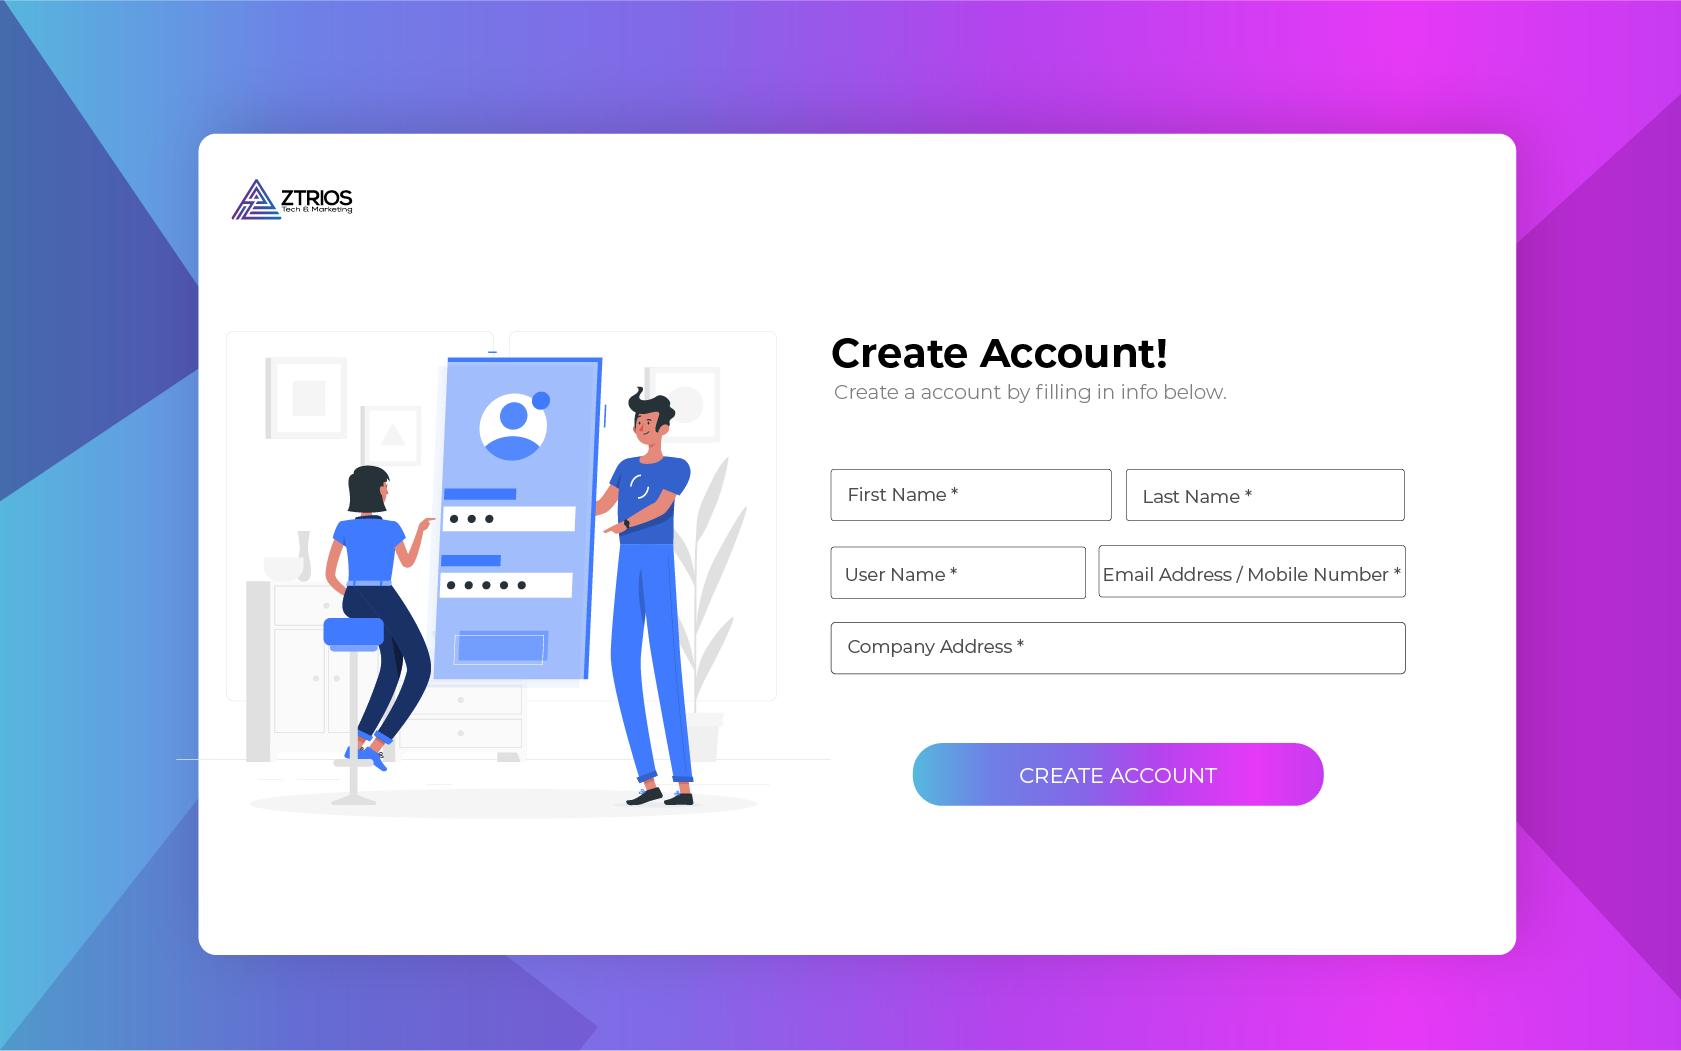 ZTRIOS
Tech & Marketing
Create Account!
Create a account by filling in info below.
First Name *
Last Name *
User Name *
Email Address / Mobile Number *
Company Address *
CREATE ACCOUNT